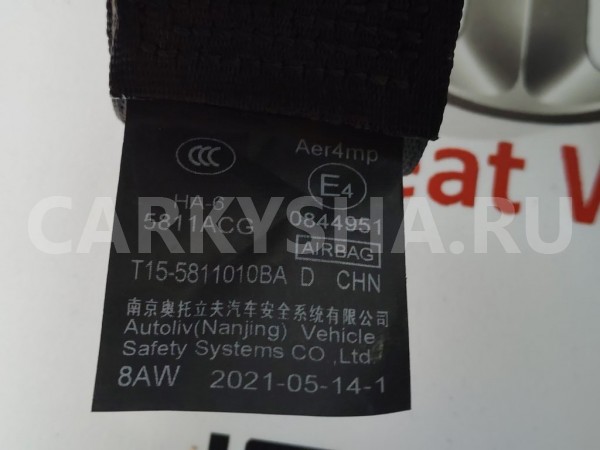 CCC Aer4mp
E4
HA-6
5811ACG 0844951
AIRBAG
T15-5811010BA D CHN
南京奥托立夫汽车安全系统有限公司
Autoliv(Nanjing) Vehicle
Safety Systems CO ,Ltd
8AW 2021-05-14-1
eat
CARKYSHA.RU